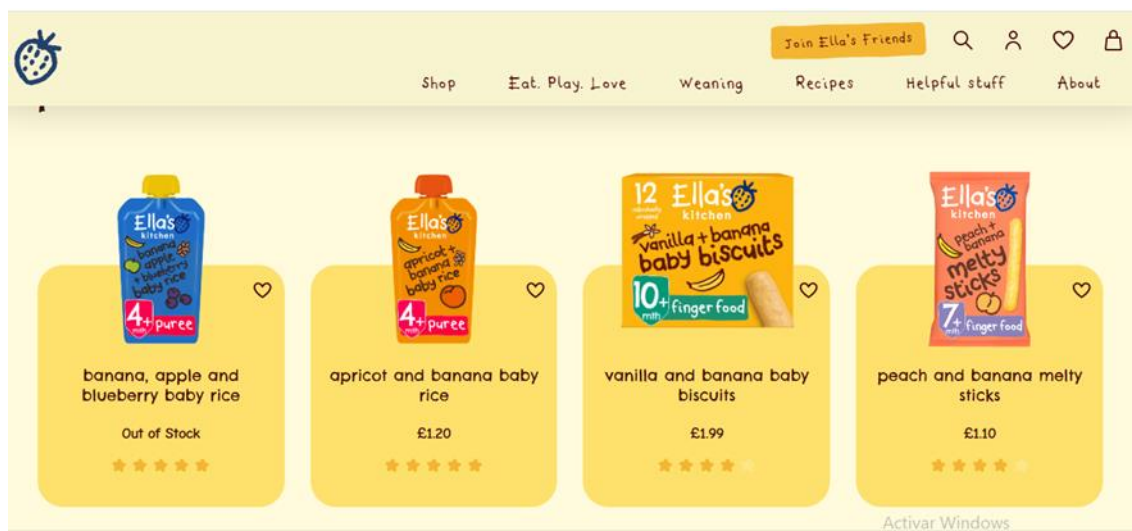 Join Ella's Friends
Shop Eat. Play. Love Weaning Recipes Helpful stuff About
Ella's
kitchen
banana
apple
+ blueberry
baby rice
4+
mth
puree
Ella's
kitchen
apricot +
banana
baby rice
4+
mth
puree
12
Ella's
kitchen
vanilla + banana
baby biscuits
10+
mth
finger food
Ella's
kitchen
peach +
banana
melty
sticks
7+
mth
finger food
banana, apple and
blueberry baby rice
Out of Stock
apricot and banana baby
rice
£1.20
vanilla and banana baby
biscuits
£1.99
peach and banana melty
sticks
£1.10
Activar Windows